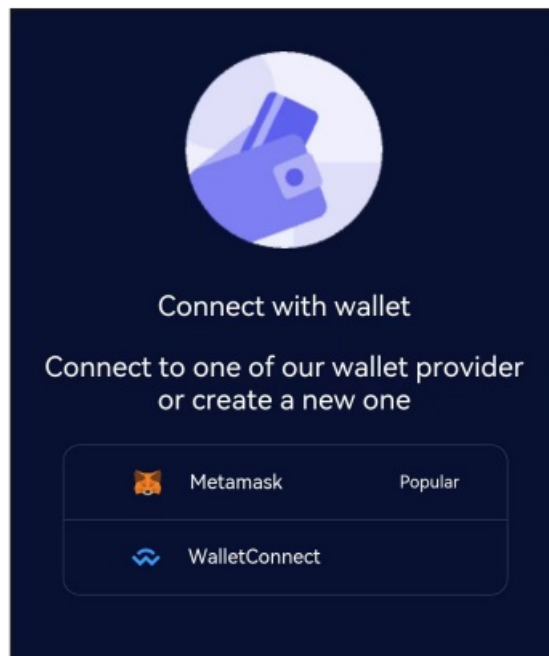 Connect with wallet
Connect to one of our wallet provider
or create a new one
Metamask Popular
WalletConnect